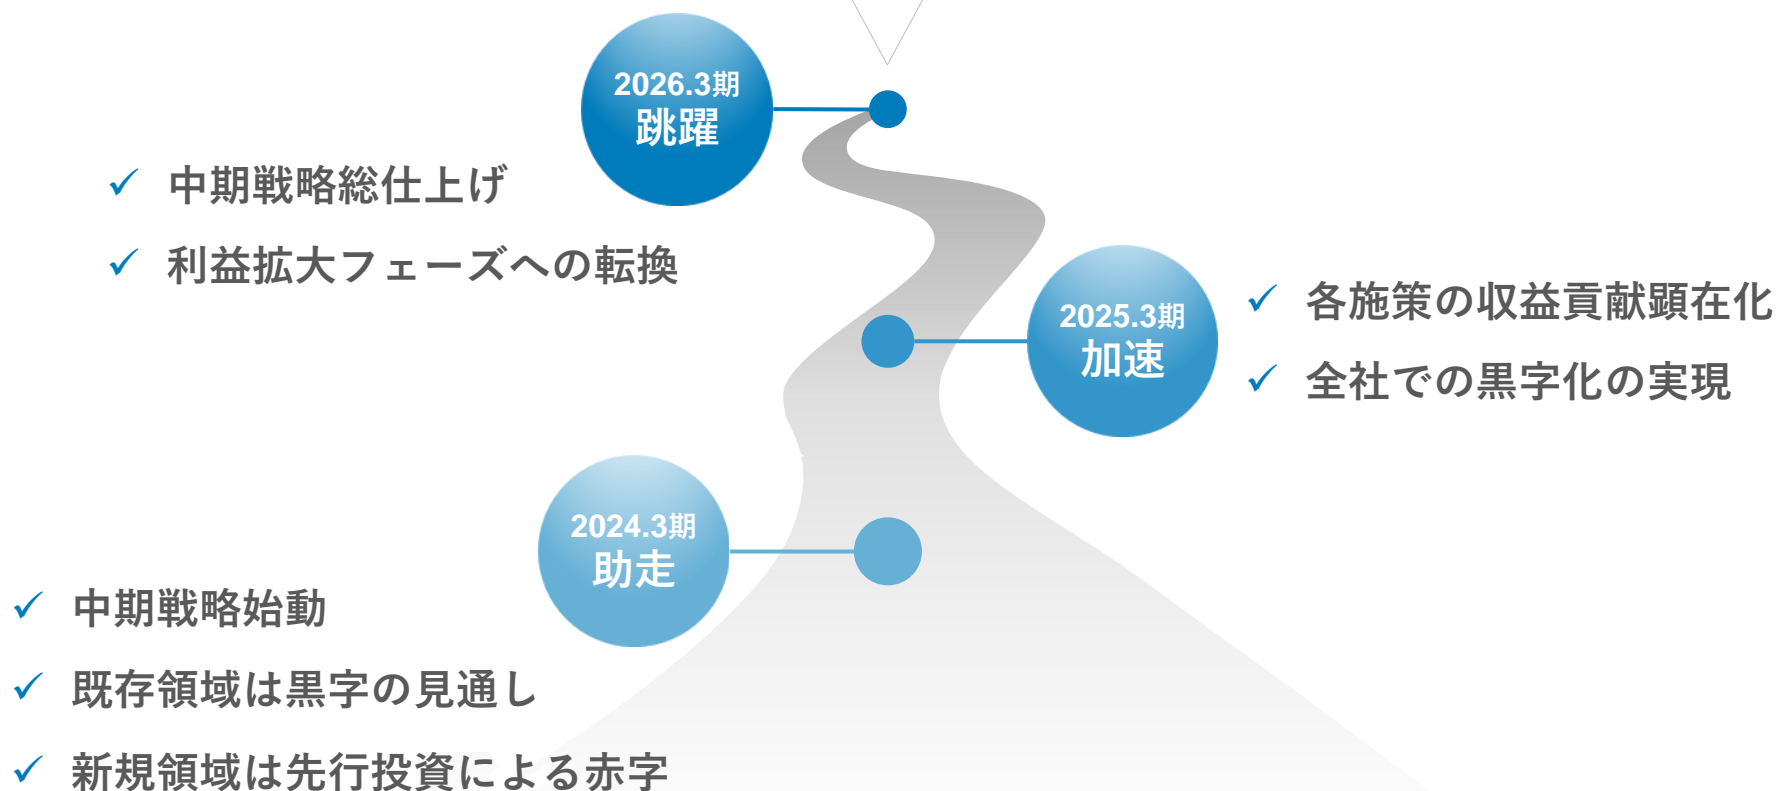 2026.3期
跳躍
中期戦略総仕上げ
利益拡大フェーズへの転換
2025.3期
加速
各施策の収益貢献顕在化
全社での黒字化の実現
2024.3期
助走
中期戦略始動
既存領域は黒字の見通し
新規領域は先行投資による赤字